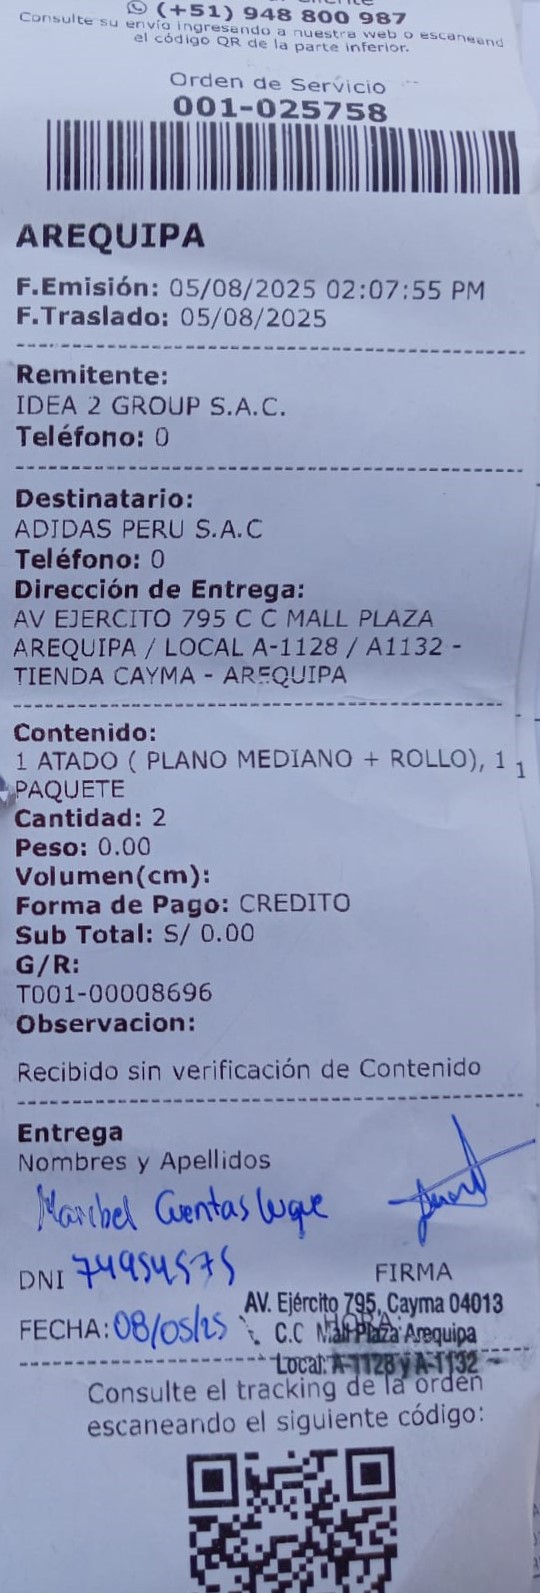 (+51) 948 800 987
Consulte su envío ingresando a nuestra web o escaneand
el código QR de la parte inferior.
Orden de Servicio
001-025758
AREQUIPA
F.Emisión: 05/08/2025 02:07:55 PM
F.Traslado: 05/08/2025
Remitente:
IDEA 2 GROUP S.A.C.
Teléfono: 0
Destinatario:
ADIDAS PERU S.A.C
Teléfono: 0
Dirección de Entrega:
AV EJERCITO 795 C C MALL PLAZA
AREQUIPA / LOCAL A-1128 / A1132 -
TIENDA CAYMA - AREQUIPA
Contenido:
1 ATADO ( PLANO MEDIANO + ROLLO), 1 1
PAQUETE
Cantidad: 2
Peso: 0.00
Volumen(cm):
Forma de Pago: CREDITO
Sub Total: S/ 0.00
G/R:
T001-00008696
Observacion:
Recibido sin verificación de Contenido
Entrega
Nombres y Apellidos
Maribel Cuentas Luque
DNI 74954575
FIRMA
FECHA: 08/05/25
HORA:
AV. Ejército 795, Cayma 04013
C.C Mall Plaza Arequipa
Local: A-1128 y A-1132
Consulte el tracking de la orden
escaneando el siguiente código: